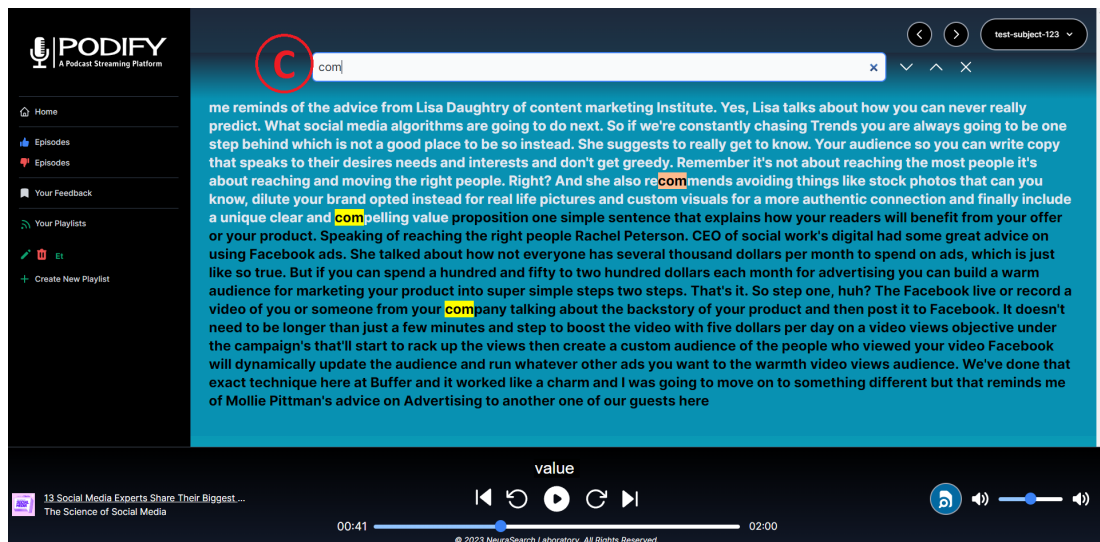 PODIFY
A Podcast Streaming Platform
test-subject-123
C
com
Home
Episodes
Episodes
Your Feedback
Your Playlists
Et
Create New Playlist
me reminds of the advice from Lisa Daughtry of content marketing Institute. Yes, Lisa talks about how you can never really
predict. What social media algorithms are going to do next. So if we're constantly chasing Trends you are always going to be one
step behind which is not a good place to be so instead. She suggests to really get to know. Your audience so you can write copy
that speaks to their desires needs and interests and don't get greedy. Remember it's not about reaching the most people it's
about reaching and moving the right people. Right? And she also recommends avoiding things like stock photos that can you
know, dilute your brand opted instead for real life pictures and custom visuals for a more authentic connection and finally include
a unique clear and compelling value proposition one simple sentence that explains how your readers will benefit from your offer
or your product. Speaking of reaching the right people Rachel Peterson. CEO of social work's digital had some great advice on
using Facebook ads. She talked about how not everyone has several thousand dollars per month to spend on ads, which is just
like so true. But if you can spend a hundred and fifty to two hundred dollars each month for advertising you can build a warm
audience for marketing your product into super simple steps two steps. That's it. So step one, huh? The Facebook live or record a
video of you or someone from your company talking about the backstory of your product and then post it to Facebook. It doesn't
need to be longer than just a few minutes and step to boost the video with five dollars per day on a video views objective under
the campaign's that'll start to rack up the views then create a custom audience of the people who viewed your video Facebook
will dynamically update the audience and run whatever other ads you want to the warmth video views audience. We've done that
exact technique here at Buffer and it worked like a charm and I was going to move on to something different but that reminds me
of Mollie Pittman's advice on Advertising to another one of our guests here
value
13 Social Media Experts Share Their Biggest ...
The Science of Social Media
00:41
02:00
© 2023 NeuraSearch Laboratory. All Rights Reserved